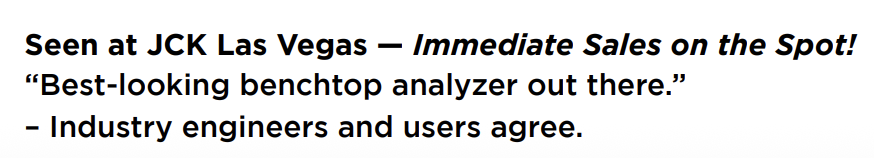 Seen at JCK Las Vegas — Immediate Sales on the Spot!
“Best-looking benchtop analyzer out there.”
– Industry engineers and users agree.